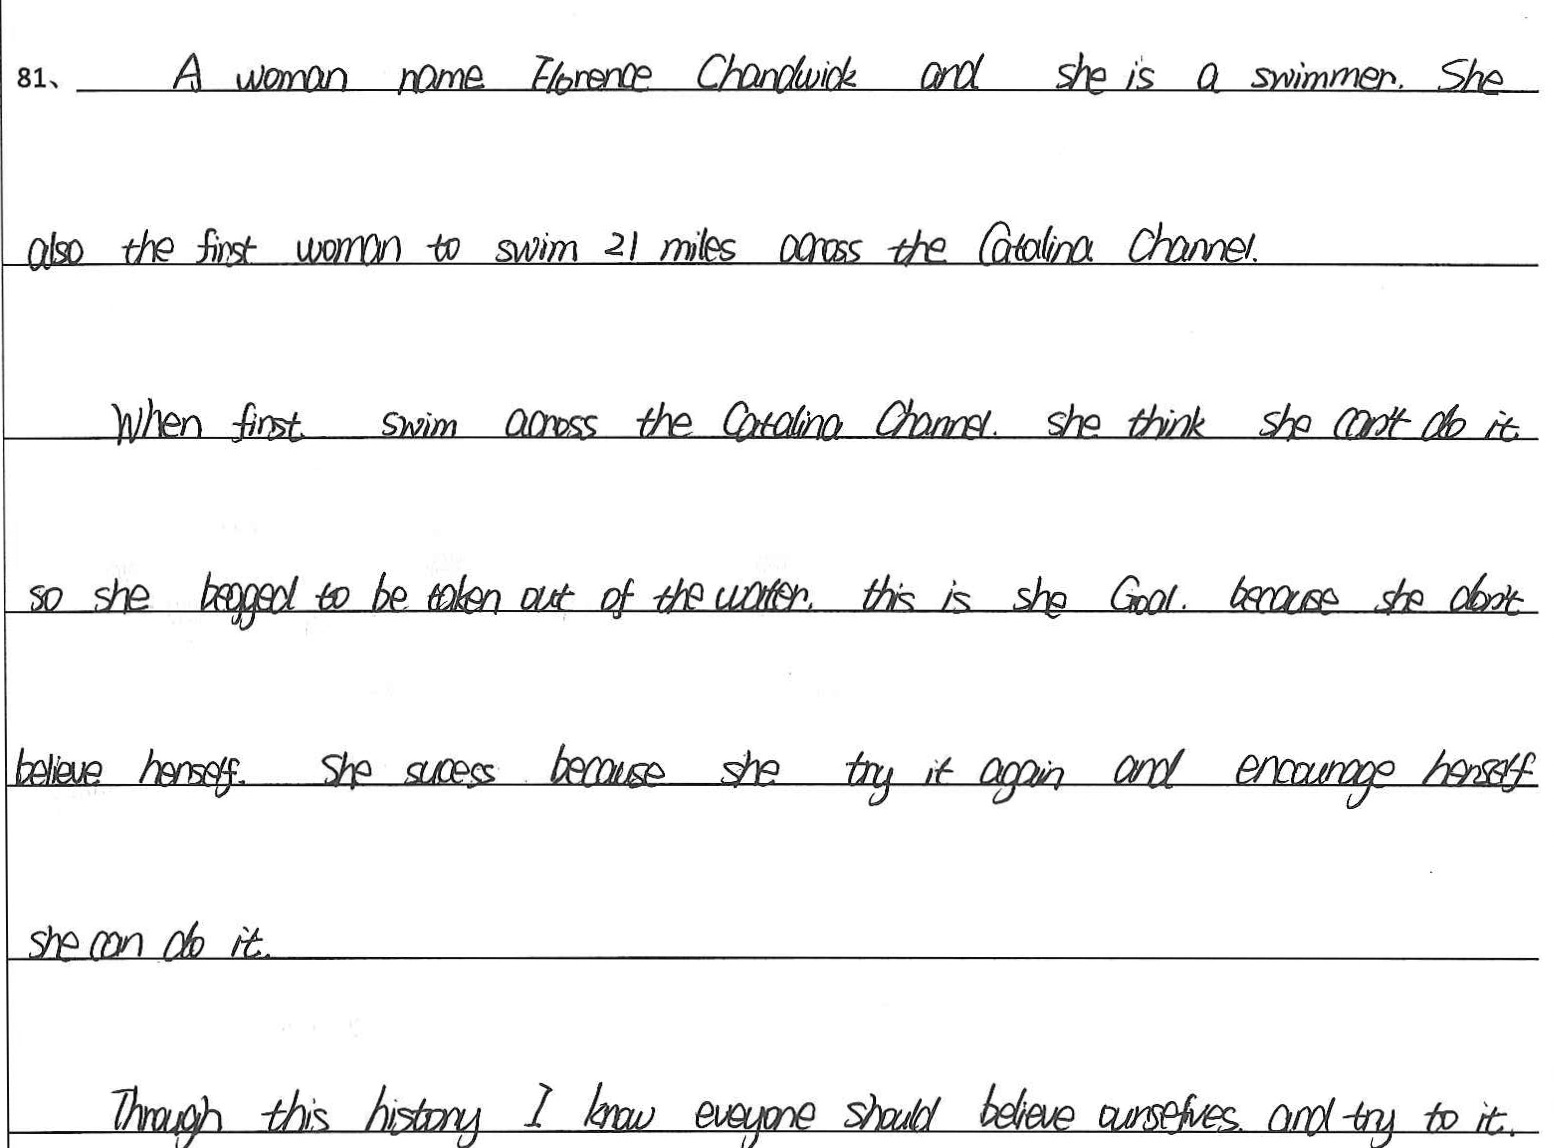 81、 A woman name Florence Chandwick and she is a swimmer. She
also the first woman to swim 21 miles across the Catalina Channel.
When first swim across the Catalina Channel. she think she can't do it
so she begged to be taken out of the water. this is she Goal. because she don't
believe herself. She sucess because she try it again and encourage herself
she can do it.
Through this history I know eveyone should believe ourselves. and try to it.